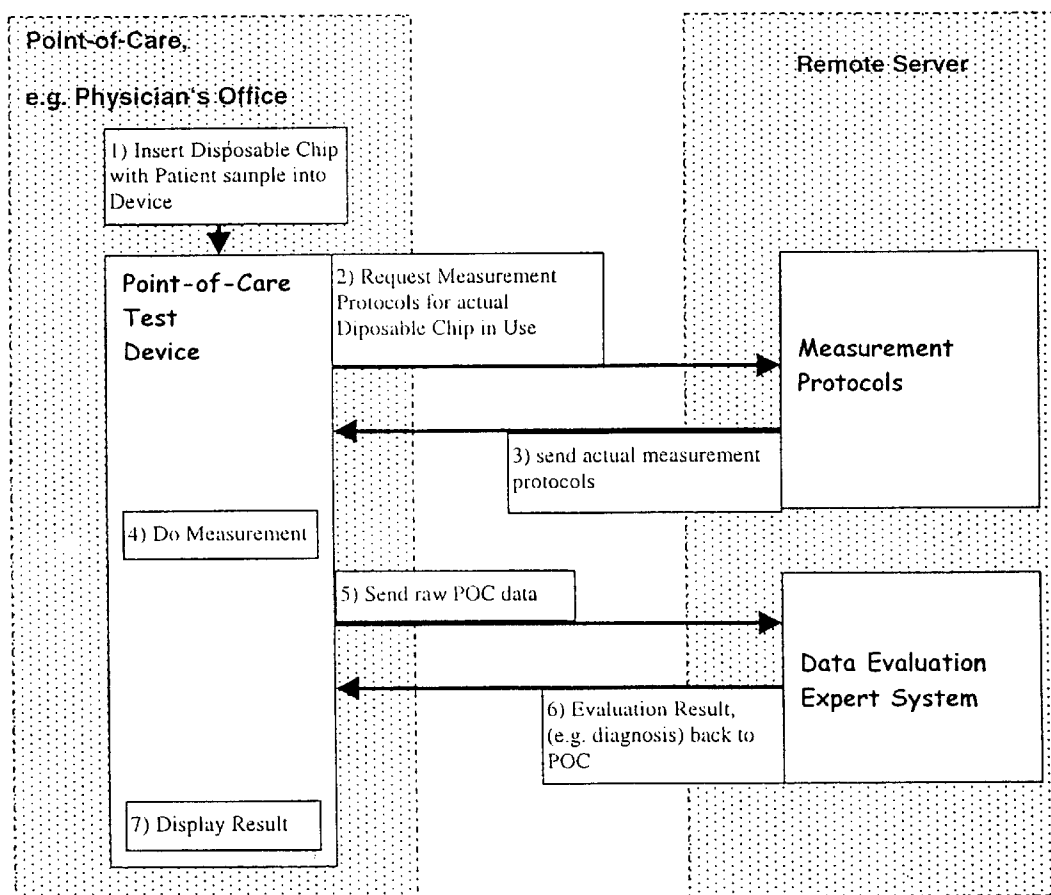 Point-of-Care,
e.g. Physician's Office
Remote Server
1) Insert Disposable Chip
with Patient sample into
Device
Point-of-Care
Test
Device
2) Request Measurement
Protocols for actual
Diposable Chip in Use
Measurement
Protocols
3) send actual measurement
protocols
4) Do Measurement
5) Send raw POC data
Data Evaluation
Expert System
6) Evaluation Result,
(e.g. diagnosis) back to
POC
7) Display Result